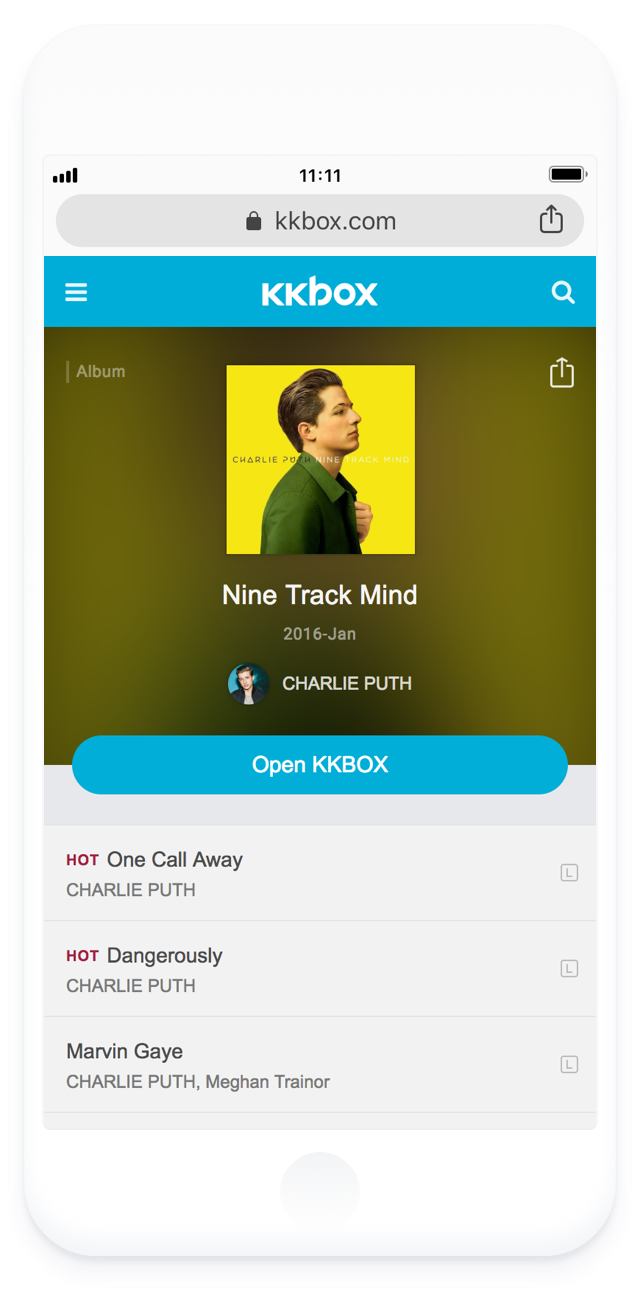 11:11
kkbox.com
KKBOX
Album
CHARLIE PUTH NINE TRACK MIND
Nine Track Mind
2016-Jan
CHARLIE PUTH
Open KKBOX
HOT One Call Away
CHARLIE PUTH
L
HOT Dangerously
CHARLIE PUTH
L
Marvin Gaye
CHARLIE PUTH, Meghan Trainor
L